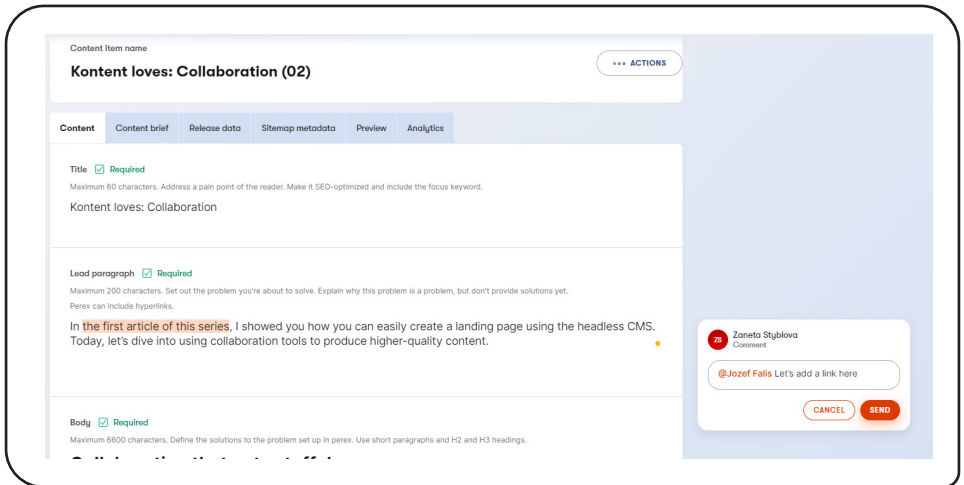 Content item name
Kontent loves: Collaboration (02)
ACTIONS
Content
Content brief
Release data
Sitemap metadata
Preview
Analytics
Title Required
Maximum 60 characters. Address a pain point of the reader. Make it SEO-optimized and include the focus keyword.
Kontent loves: Collaboration
Lead paragraph Required
Maximum 200 characters. Set out the problem you're about to solve. Explain why this problem is a problem, but don't provide solutions yet.
Perex can include hyperlinks.
In the first article of this series, I showed you how you can easily create a landing page using the headless CMS.
Today, let's dive into using collaboration tools to produce higher-quality content.
ZS
Zaneta Styblova
Comment
@Jozef Falis Let's add a link here
CANCEL
SEND
Body Required
Maximum 6600 characters. Define the solutions to the problem set up in perex. Use short paragraphs and H2 and H3 headings.